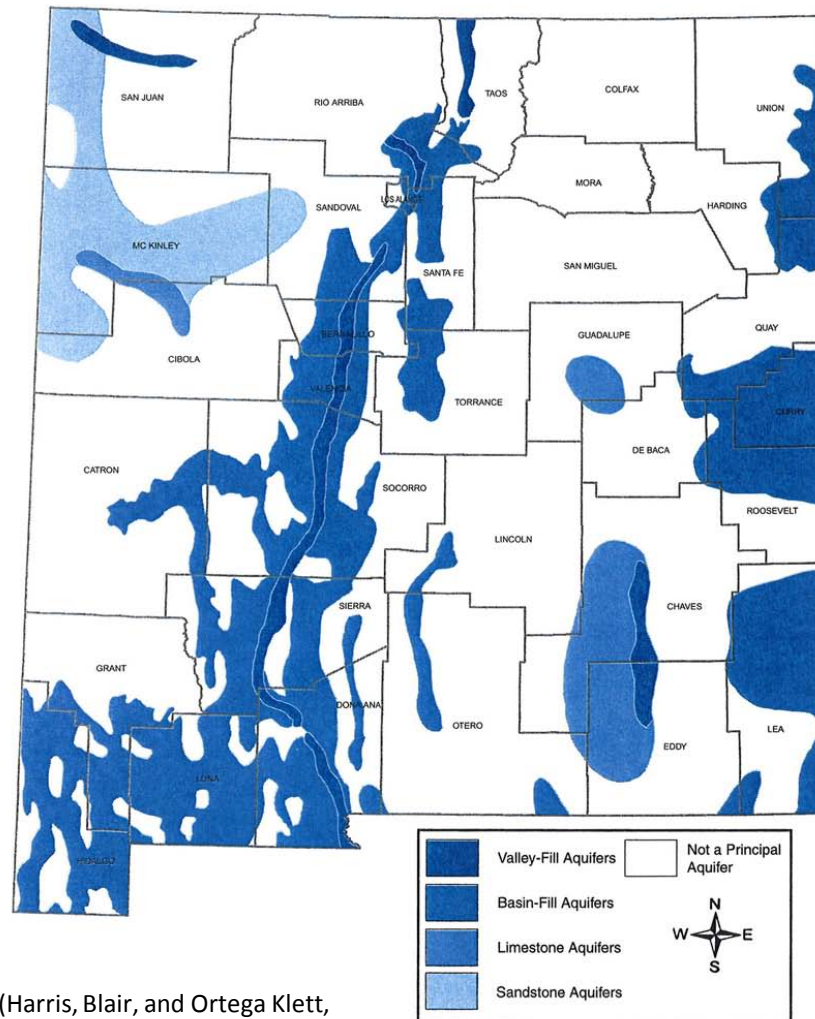 SAN JUAN
RIO ARRIBA
TAOS
COLFAX
UNION
MORA
HARDING
SANDOVAL
LOS ALAMOS
MC KINLEY
SANTA FE
SAN MIGUEL
BERNALILLO
GUADALUPE
QUAY
CIBOLA
VALENCIA
TORRANCE
CURRY
DE BACA
CATRON
SOCORRO
ROOSEVELT
LINCOLN
SIERRA
CHAVES
GRANT
DONA ANA
OTERO
LEA
EDDY
LUNA
HIDALGO
Valley-Fill Aquifers
Not a Principal
Aquifer
Basin-Fill Aquifers
Limestone Aquifers
Sandstone Aquifers
N
W E
S
(Harris, Blair, and Ortega Klett,